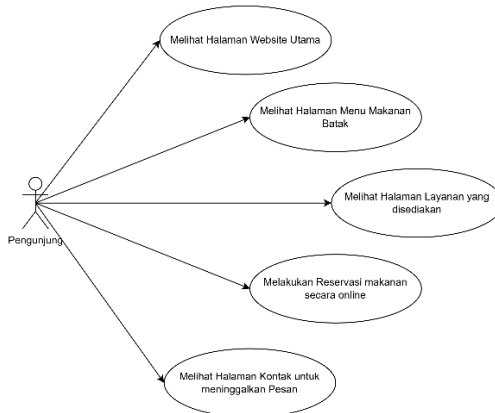 Melihat Halaman Website Utama
Melihat Halaman Menu Makanan
Batak
Melihat Halaman Layanan yang
disediakan
Pengunjung
Melakukan Reservasi makanan
secara online
Melihat Halaman Kontak untuk
meninggalkan Pesan